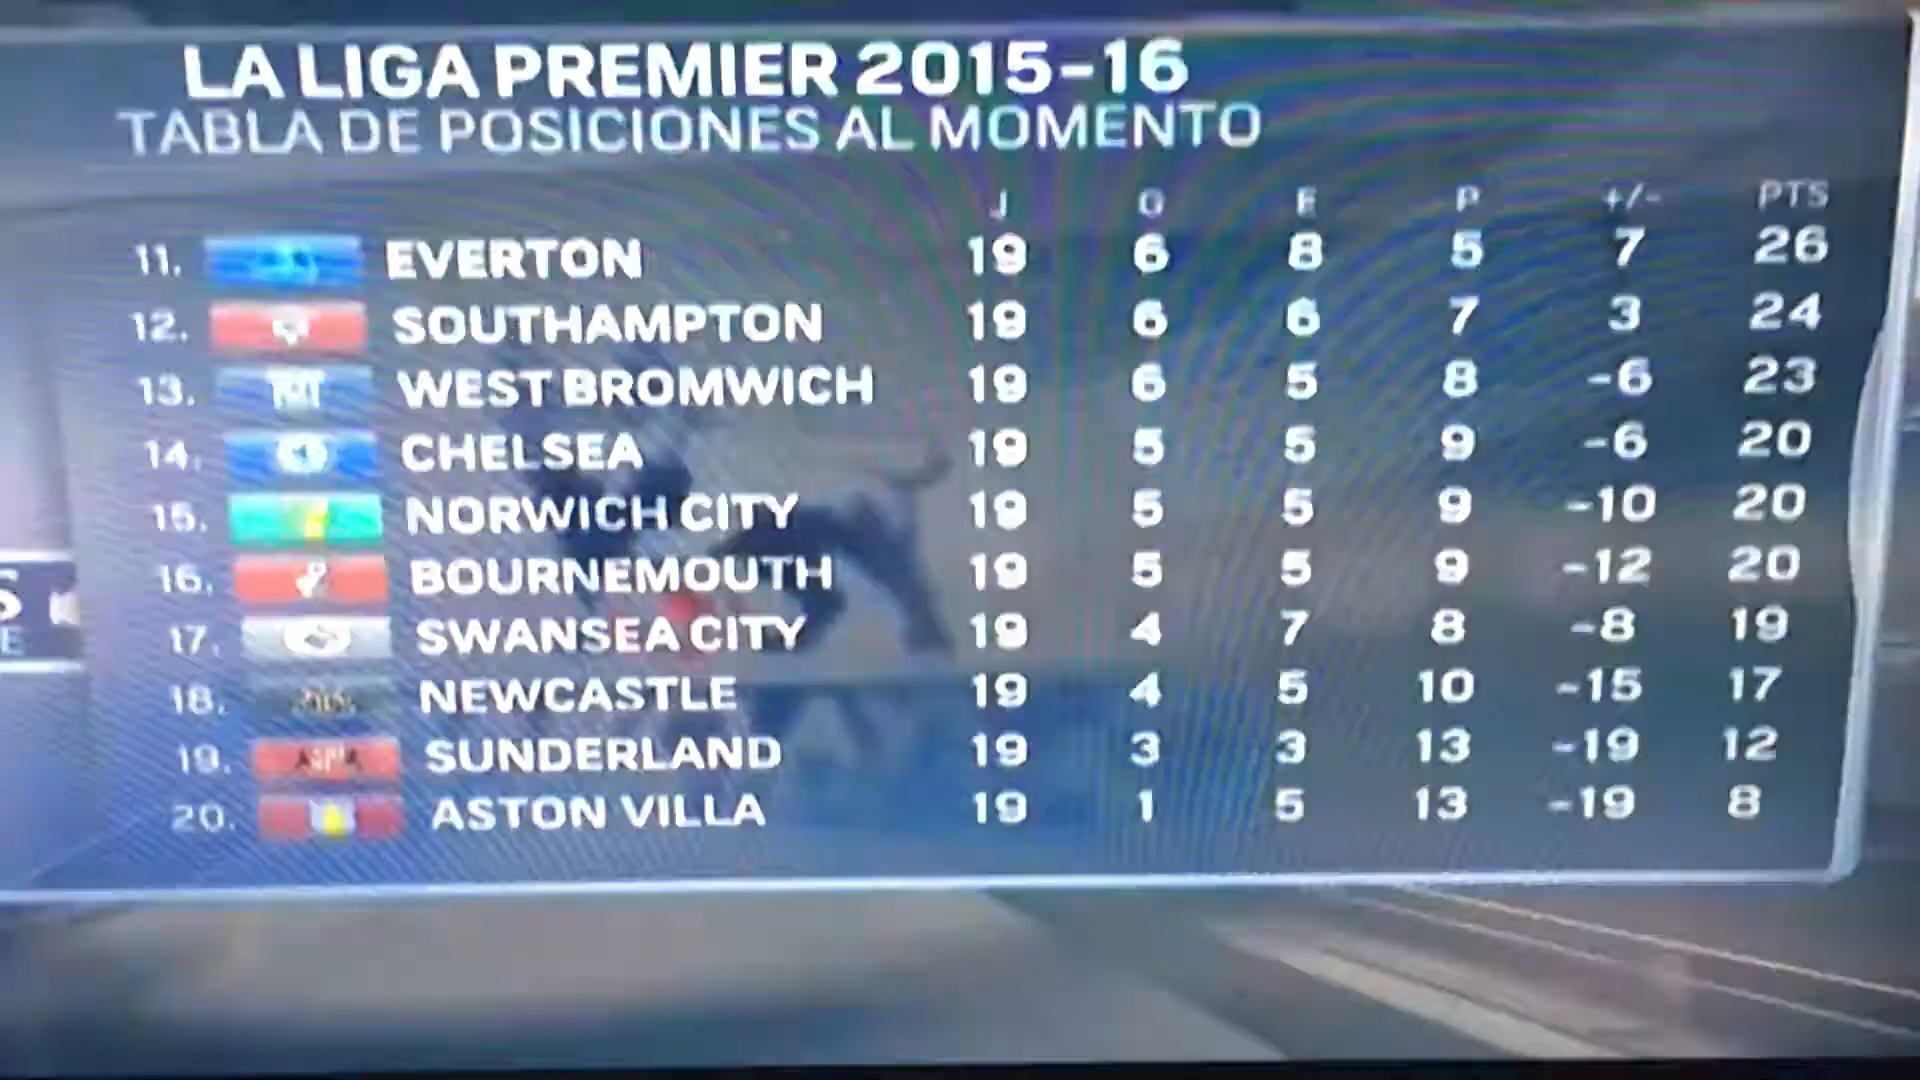 LA LIGA PREMIER 2015-16
TABLA DE POSICIONES AL MOMENTO
J G E P +/- PTS
11. EVERTON 19 6 8 5 7 26
12. SOUTHAMPTON 19 6 6 7 3 24
13. WEST BROMWICH 19 6 5 8 -6 23
14. CHELSEA 19 5 5 9 -6 20
15. NORWICH CITY 19 5 5 9 -10 20
16. BOURNEMOUTH 19 5 5 9 -12 20
17. SWANSEA CITY 19 4 7 8 -8 19
18. NEWCASTLE 19 4 5 10 -15 17
19. SUNDERLAND 19 3 3 13 -19 12
20. ASTON VILLA 19 1 5 13 -19 8